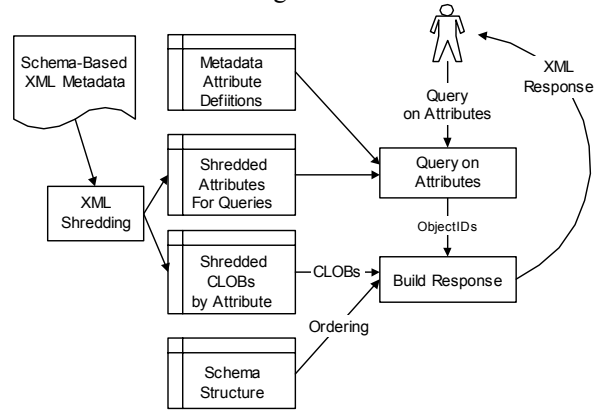 Schema-Based
XML Metadata
Metadata
Attribute
Defiitions
XML
Response
Query
on Attributes
Shredded
Attributes
For Queries
Query on
Attributes
XML
Shredding
ObjectIDs
Shredded
CLOBs
by Attribute
CLOBs
Build Response
Ordering
Schema
Structure